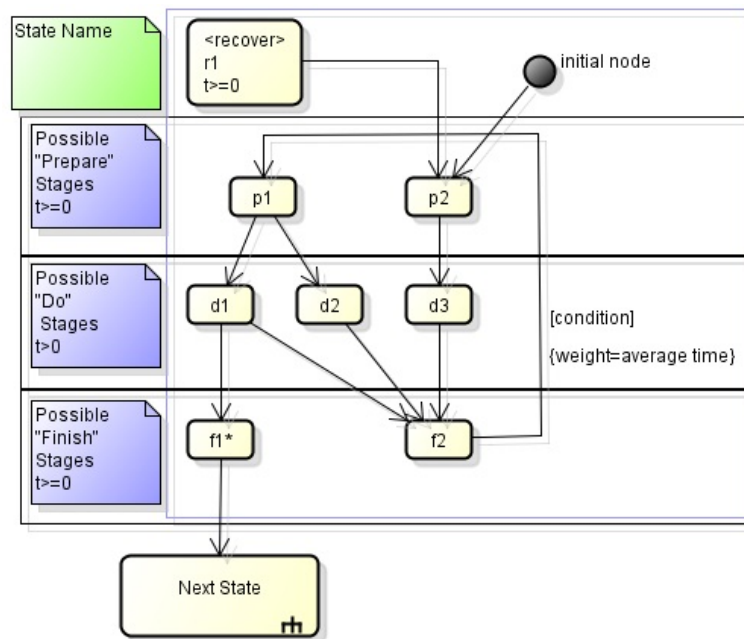 State Name
<recover>
r1
t>=0
initial node
Possible
"Prepare"
Stages
t>=0
p1
p2
Possible
"Do"
Stages
t>0
d1
d2
d3
[condition]
{weight=average time}
Possible
"Finish"
Stages
t>=0
f1*
f2
Next State